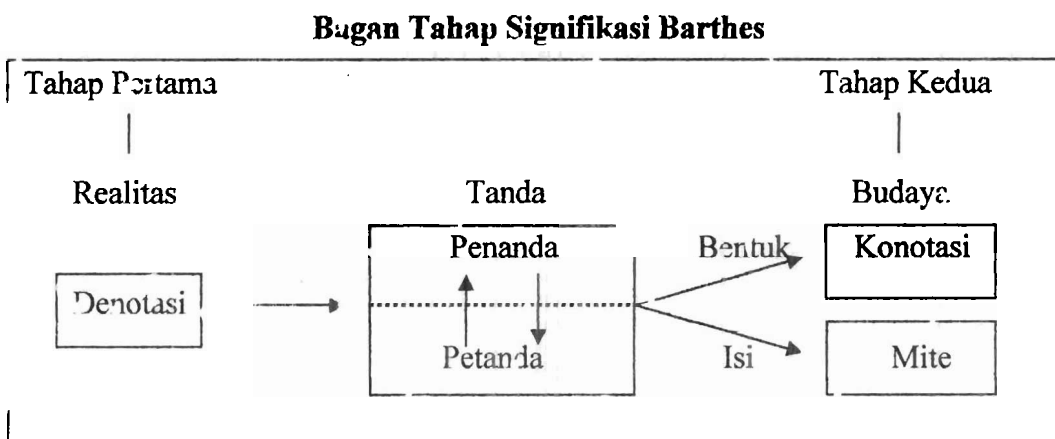 Bagan Tahap Signifikasi Barthes
Tahap Pertama Tahap Kedua
Realitas Tanda Budaya
Penanda Bentuk Konotasi
Denotasi
Petanda Isi Mite